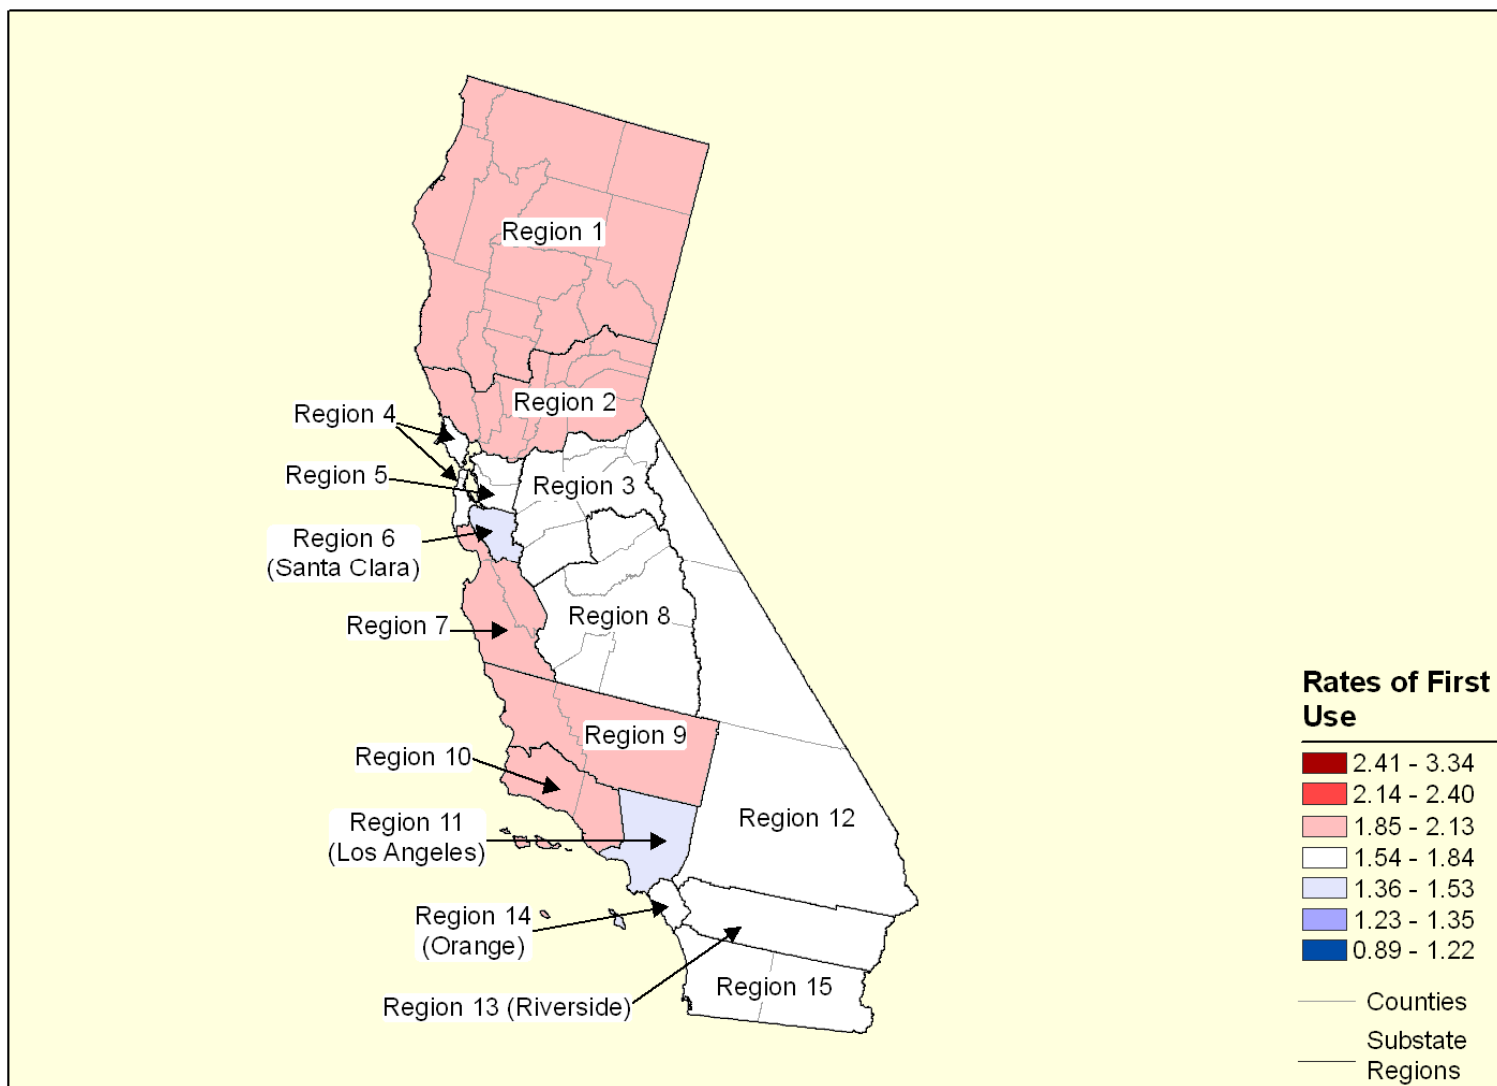 Region 1
Region 2
Region 4
Region 5
Region 3
Region 6
(Santa Clara)
Region 8
Region 7
Region 9
Region 10
Region 11
(Los Angeles)
Region 12
Region 14
(Orange)
Region 15
Region 13 (Riverside)
Rates of First
Use
2.41 - 3.34
2.14 - 2.40
1.85 - 2.13
1.54 - 1.84
1.36 - 1.53
1.23 - 1.35
0.89 - 1.22
Counties
Substate
Regions